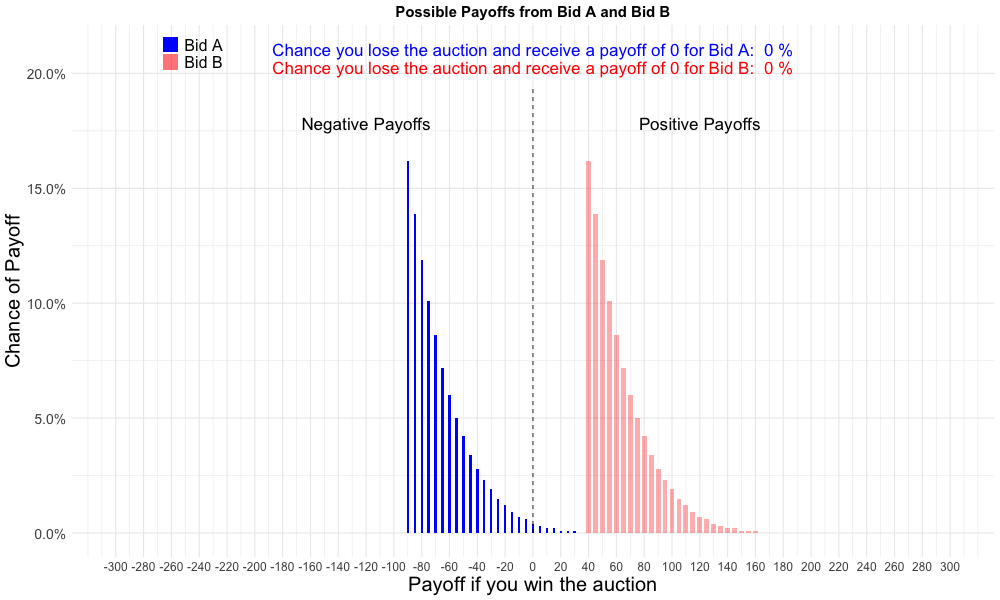 Possible Payoffs from Bid A and Bid B
Bid A
Bid B
Chance you lose the auction and receive a payoff of 0 for Bid A:  0 %
Chance you lose the auction and receive a payoff of 0 for Bid B:  0 %
Negative Payoffs
Positive Payoffs
Chance of Payoff
20.0%
15.0%
10.0%
5.0%
0.0%
-300 -280 -260 -240 -220 -200 -180 -160 -140 -120 -100 -80 -60 -40 -20 0 20 40 60 80 100 120 140 160 180 200 220 240 260 280 300
Payoff if you win the auction